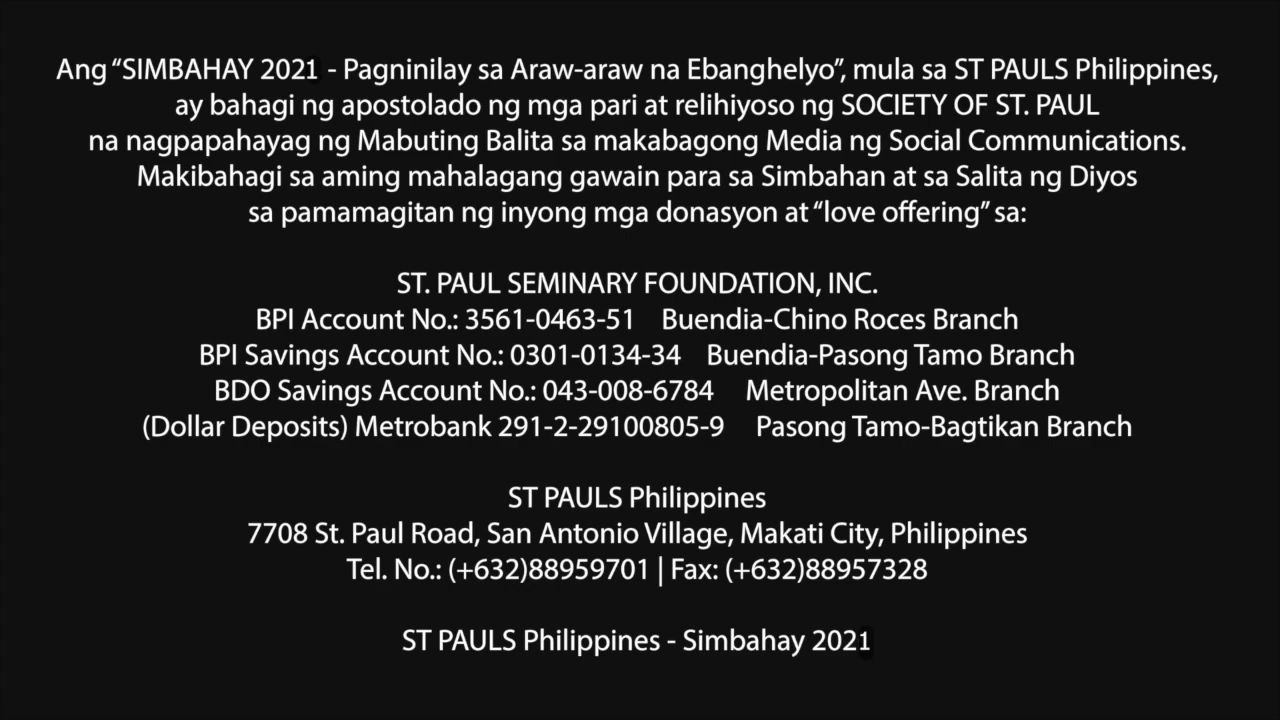 Ang “SIMBAHAY 2021 - Pagninilay sa Araw-araw na Ebanghelyo”, mula sa ST PAULS Philippines,
ay bahagi ng apostolado ng mga pari at relihiyoso ng SOCIETY OF ST. PAUL
na nagpapahayag ng Mabuting Balita sa makabagong Media ng Social Communications.
Makibahagi sa aming mahalagang gawain para sa Simbahan at sa Salita ng Diyos
sa pamamagitan ng inyong mga donasyon at “love offering” sa:
ST. PAUL SEMINARY FOUNDATION, INC.
BPI Account No.: 3561-0463-51 Buendia-Chino Roces Branch
BPI Savings Account No.: 0301-0134-34 Buendia-Pasong Tamo Branch
BDO Savings Account No.: 043-008-6784 Metropolitan Ave. Branch
(Dollar Deposits) Metrobank 291-2-29100805-9 Pasong Tamo-Bagtikan Branch
ST PAULS Philippines
7708 St. Paul Road, San Antonio Village, Makati City, Philippines
Tel. No.: (+632)88959701 | Fax: (+632)88957328
ST PAULS Philippines - Simbahay 2021